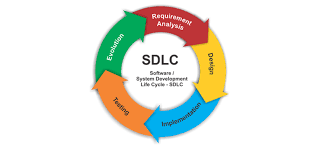 Requirement
Analysis
Design
Implementation
Testing
Evolution
SDLC
Software /
System Development
Life Cycle - SDLC